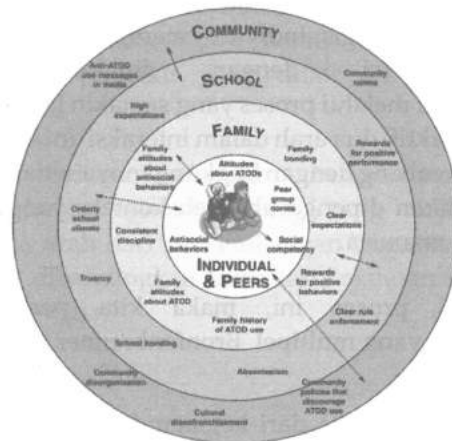 COMMUNITY
Anti-ATOD
use messages
in media
Community
norms
SCHOOL
High
expectations
Rewards
for positive
performance
FAMILY
Family
attitudes
about
antisocial
behaviors
Family
bonding
Attitudes
about ATODs
Peer
group
norms
Orderly
school
climate
Clear
expectations
Consistent
discipline
Antisocial
behaviors
Social
competency
INDIVIDUAL
& PEERS
Truancy
Family
attitudes
about ATOD
Rewards
for positive
behaviors
Family history
of ATOD use
Clear rule
enforcement
School bonding
Absenteeism
Community
disorganization
Community
policies that
discourage
ATOD use
Cultural
disenfranchisement